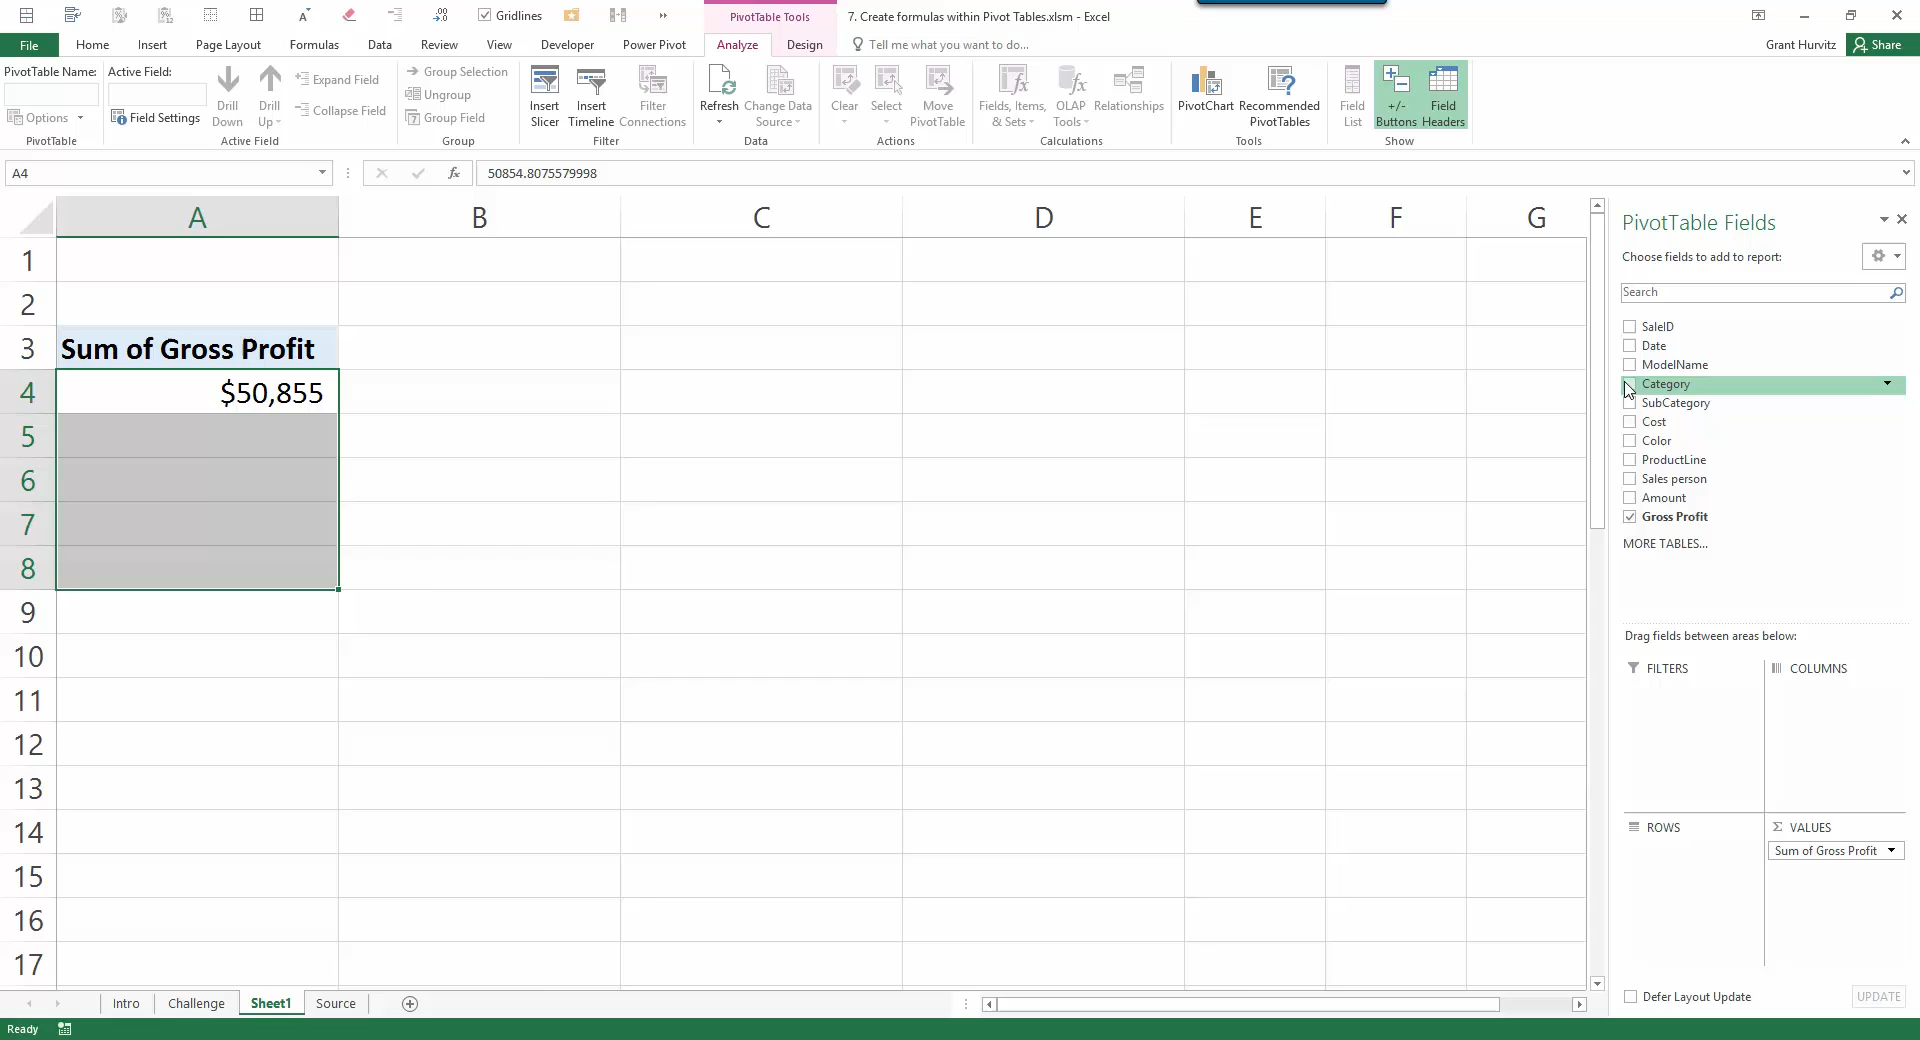 Gridlines
PivotTable Tools
7. Create formulas within Pivot Tables.xlsm - Excel
File
Home
Insert
Page Layout
Formulas
Data
Review
View
Developer
Power Pivot
Analyze
Design
Tell me what you want to do...
Grant Hurvitz
Share
PivotTable Name:
Options
PivotTable
Active Field:
Field Settings
Drill
Down
Drill
Up
Expand Field
Collapse Field
Active Field
Group Selection
Ungroup
Group Field
Group
Insert
Slicer
Insert
Timeline
Filter
Connections
Filter
Refresh
Change Data
Source
Data
Clear
Select
Move
PivotTable
Actions
Fields, Items,
& Sets
OLAP
Tools
Relationships
Calculations
PivotChart
Recommended
PivotTables
Tools
Field
List
+/-
Buttons
Field
Headers
Show
A4
fx
50854.8075579998
A B C D E F G
1
2
3 Sum of Gross Profit
4 $50,855
5
6
7
8
9
10
11
12
13
14
15
16
17
PivotTable Fields
Choose fields to add to report:
Search
SaleID
Date
ModelName
Category
SubCategory
Cost
Color
ProductLine
Sales person
Amount
Gross Profit
MORE TABLES...
Drag fields between areas below:
FILTERS
COLUMNS
ROWS
Σ VALUES
Sum of Gross Profit
Defer Layout Update
UPDATE
Intro
Challenge
Sheet1
Source
Ready